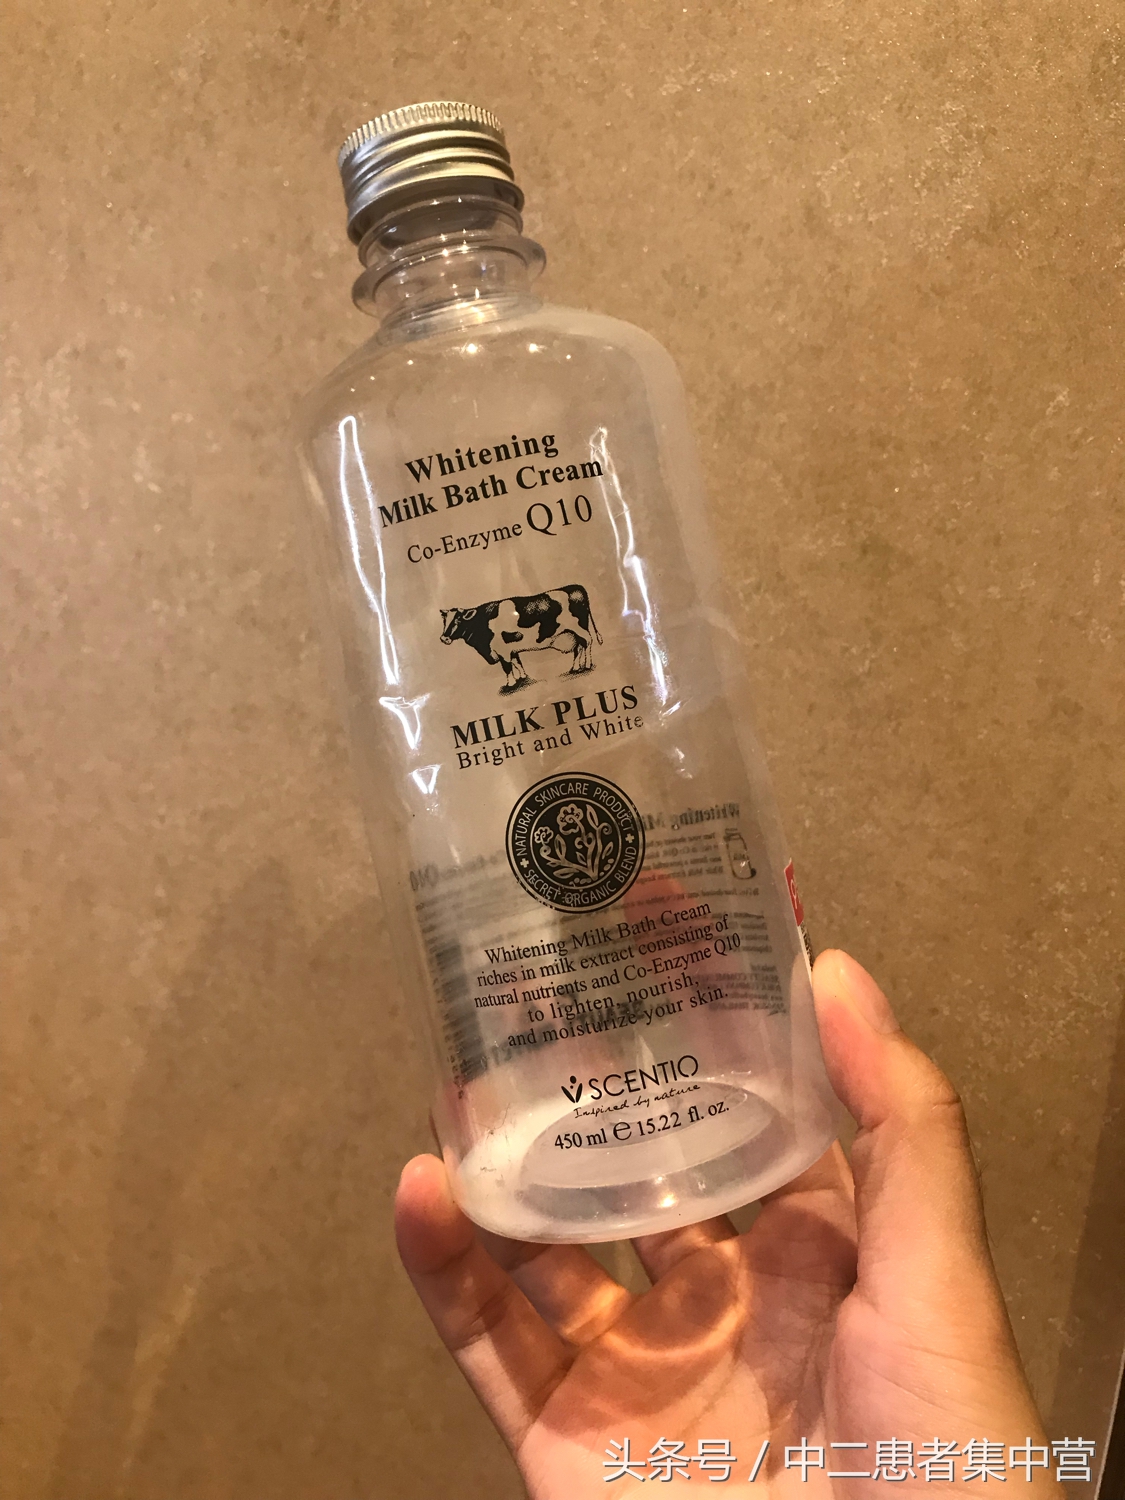 Whitening
Milk Bath Cream
Co-Enzyme Q10
MILK PLUS
Bright and White
NATURAL SKINCARE PRODUCT
SECRET ORGANIC BLEND
Whitening Milk Bath Cream
riches in milk extract consisting of
natural nutrients and Co-Enzyme Q10
to lighten, nourish,
and moisturize your skin.
SCENTIO
Inspired by nature
450 ml ℮ 15.22 fl. oz.
头条号 / 中二患者集中营